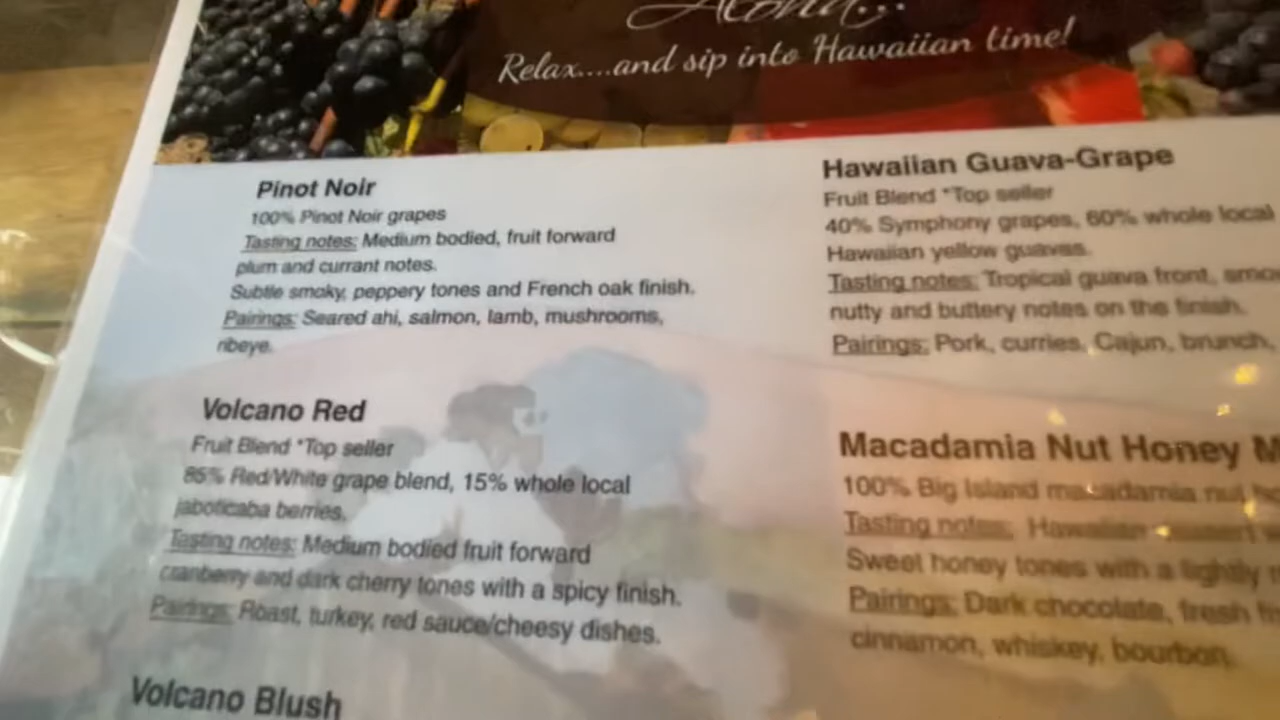 Aloha...
Relax....and sip into Hawaiian time!
Pinot Noir
100% Pinot Noir grapes
Tasting notes: Medium bodied, fruit forward
plum and currant notes.
Subtle smoky, peppery tones and French oak finish.
Pairings: Seared ahi, salmon, lamb, mushrooms,
ribeye.
Volcano Red
Fruit Blend *Top seller
85% Red/White grape blend, 15% whole local
jaboticaba berries.
Tasting notes: Medium bodied fruit forward
cranberry and dark cherry tones with a spicy finish.
Pairings: Roast, turkey, red sauce/cheesy dishes.
Volcano Blush
Hawaiian Guava-Grape
Fruit Blend *Top seller
40% Symphony grapes, 60% whole local
Hawaiian yellow guavas.
Tasting notes: Tropical guava front,
nutty and buttery notes on the finish.
Pairings: Pork, curries, Cajun, brunch,
Macadamia Nut Honey
100% Big Island macadamia nut
Tasting notes: Hawaiian
Sweet honey tones with a lightly
Pairings: Dark chocolate, fresh
cinnamon, whiskey, bourbon.